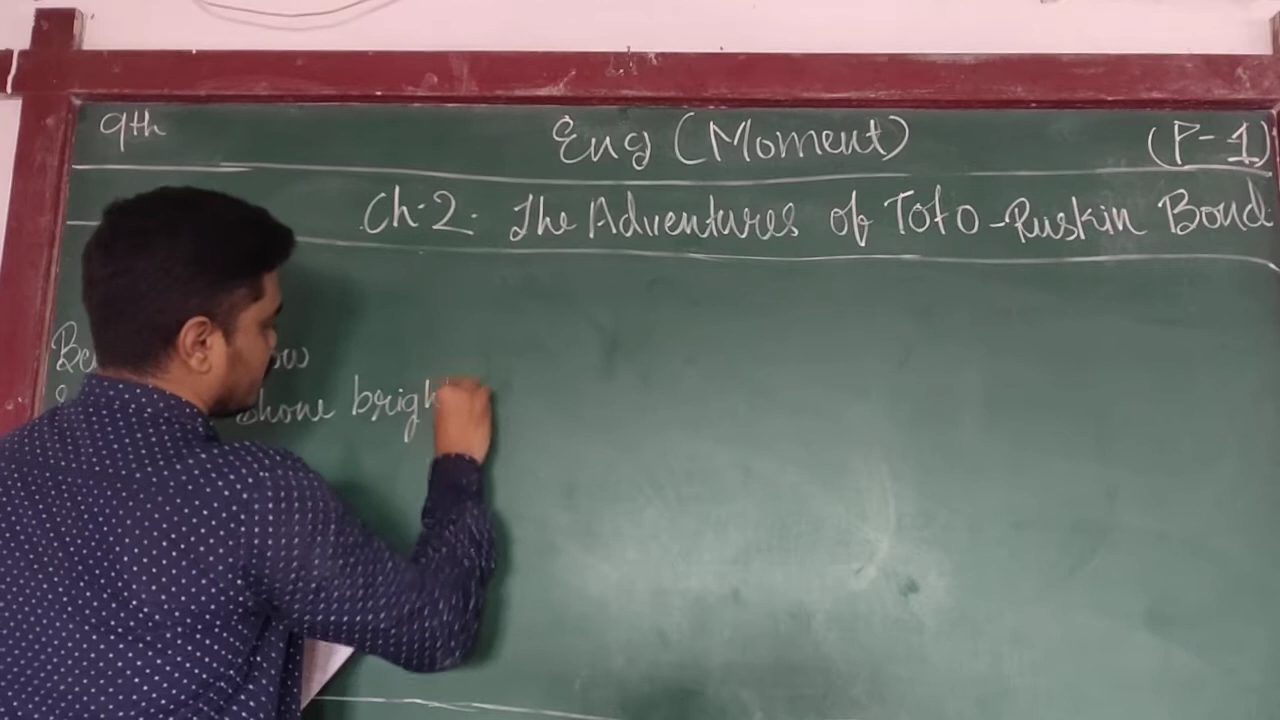 9th Eng (Moment) (P-1)
Ch-2. The Adventures of Toto - Ruskin Bond.
shone brigh